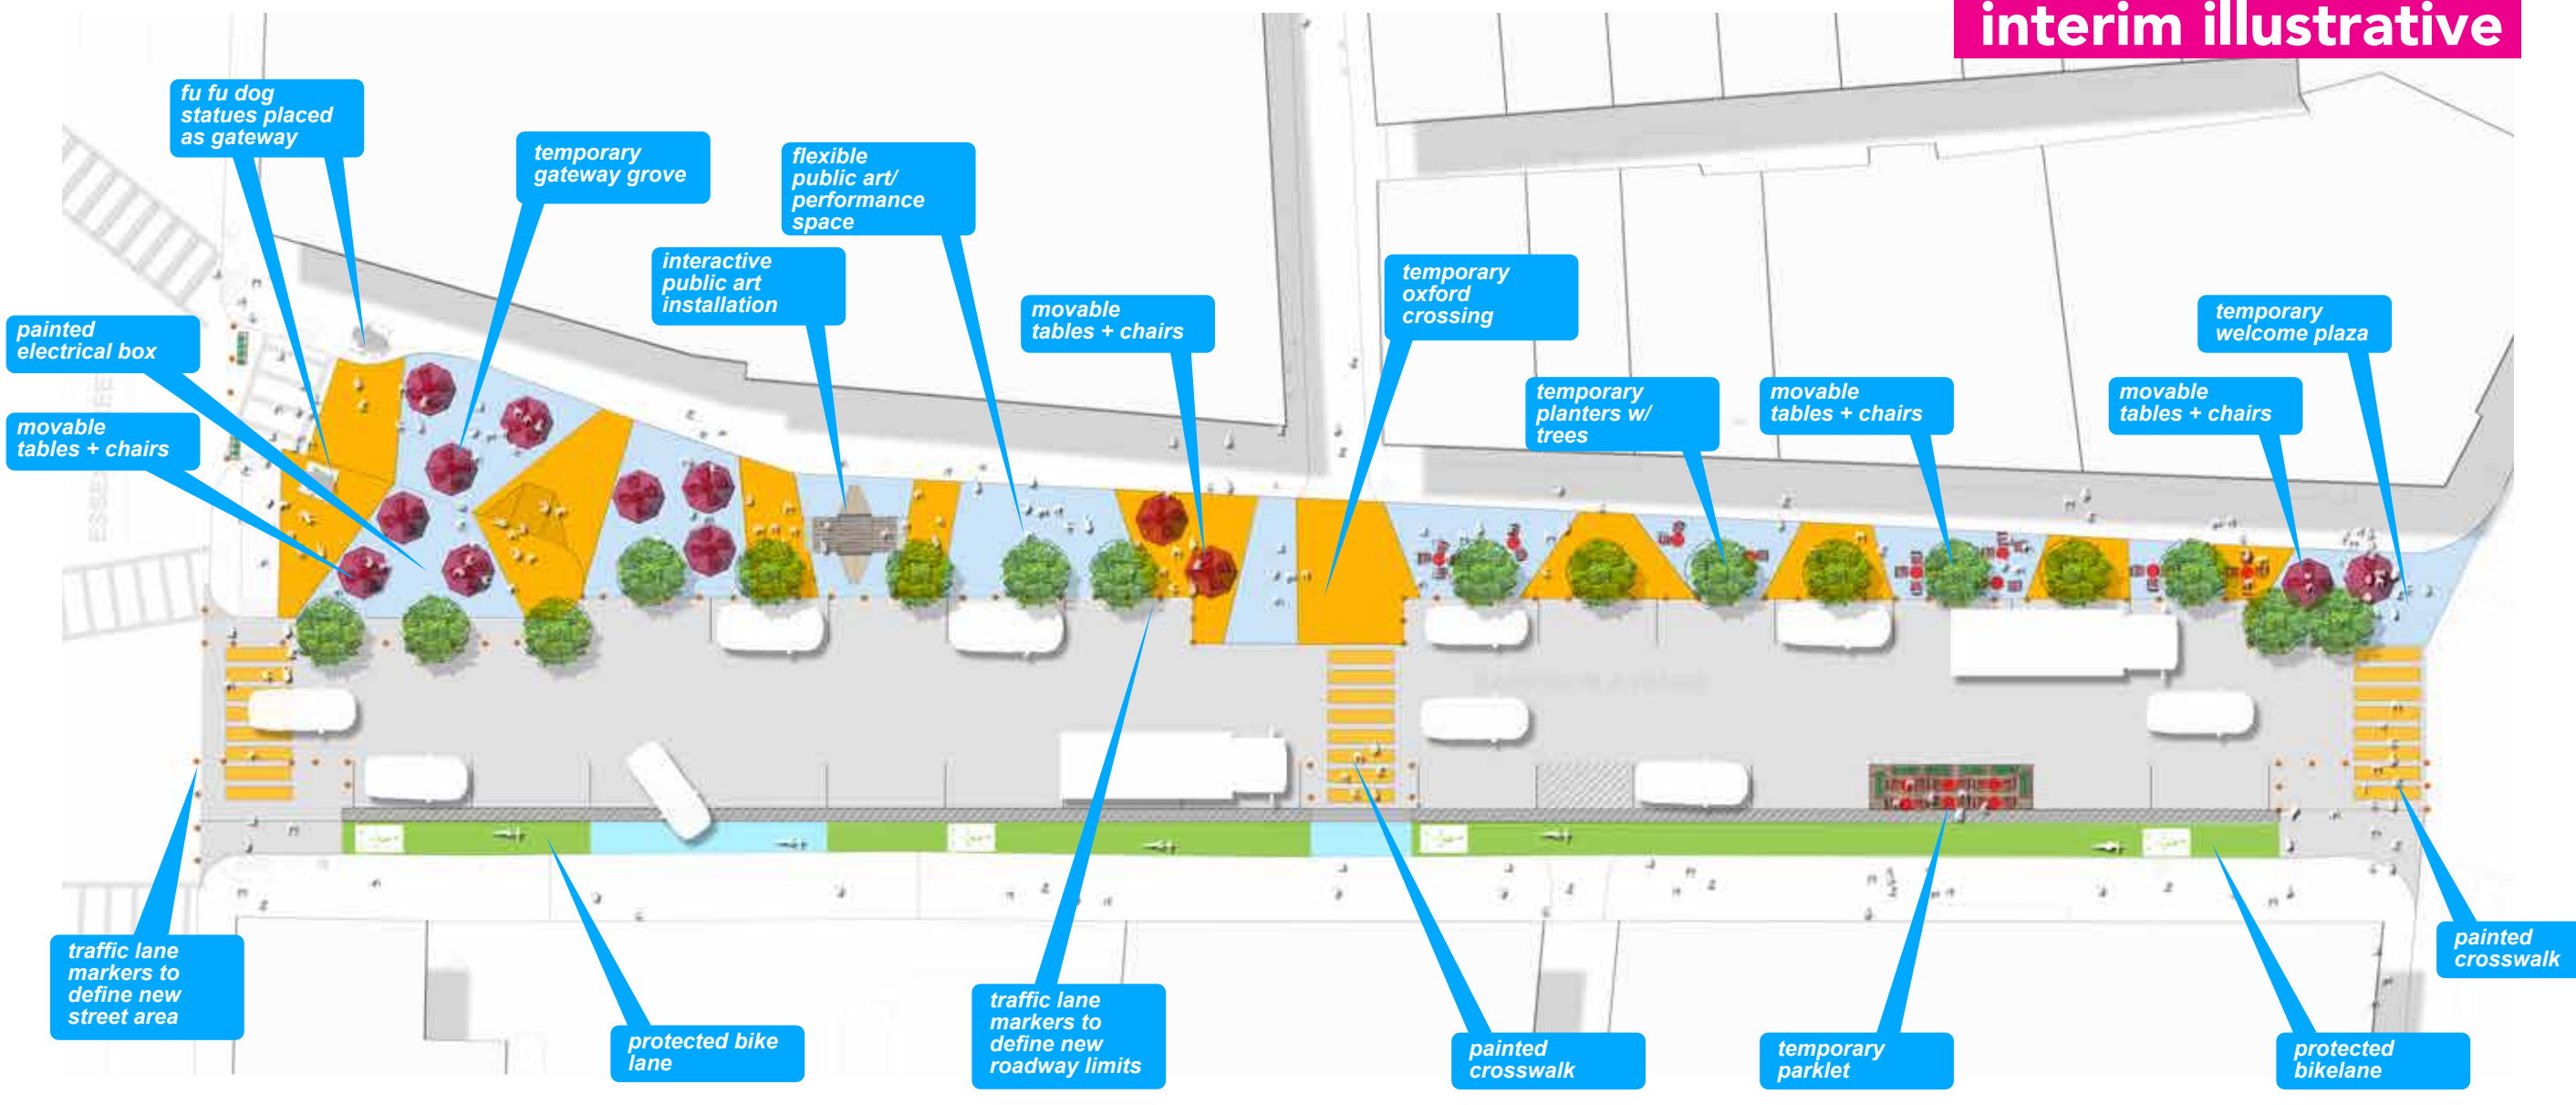 interim illustrative
fu fu dog
statues placed
as gateway
temporary
gateway grove
flexible
public art/
performance
space
interactive
public art
installation
movable
tables + chairs
temporary
oxford
crossing
temporary
welcome plaza
painted
electrical box
movable
tables + chairs
temporary
planters w/
trees
movable
tables + chairs
movable
tables + chairs
traffic lane
markers to
define new
street area
protected bike
lane
traffic lane
markers to
define new
roadway limits
painted
crosswalk
temporary
parklet
protected
bikelane
painted
crosswalk